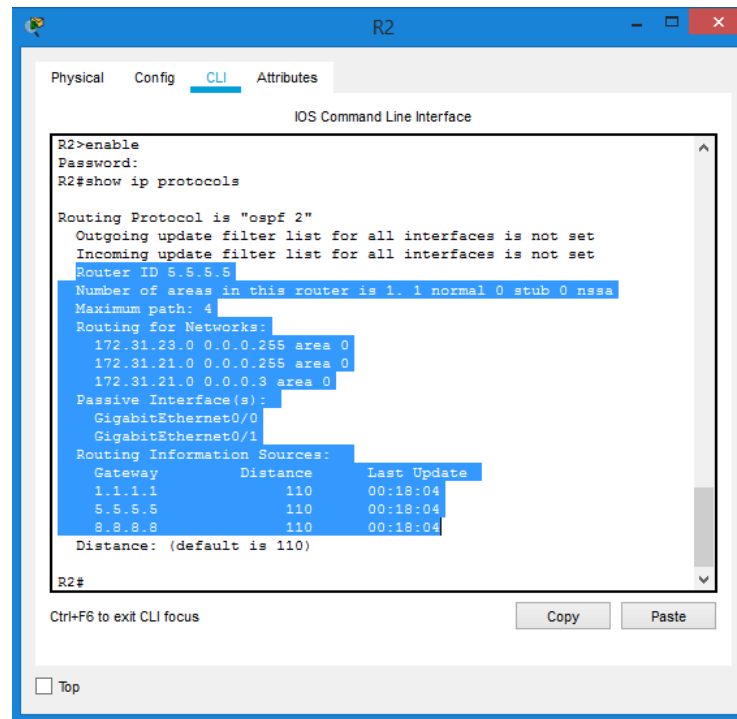 R2
Physical Config CLI Attributes
IOS Command Line Interface
R2>enable
Password:
R2#show ip protocols
Routing Protocol is "ospf 2"
Outgoing update filter list for all interfaces is not set
Incoming update filter list for all interfaces is not set
Router ID 5.5.5.5
Number of areas in this router is 1. 1 normal 0 stub 0 nssa
Maximum path: 4
Routing for Networks:
172.31.23.0 0.0.0.255 area 0
172.31.21.0 0.0.0.255 area 0
172.31.21.0 0.0.0.3 area 0
Passive Interface(s):
GigabitEthernet0/0
GigabitEthernet0/1
Routing Information Sources:
Gateway Distance Last Update
1.1.1.1 110 00:18:04
5.5.5.5 110 00:18:04
8.8.8.8 110 00:18:04
Distance: (default is 110)
R2#
Ctrl+F6 to exit CLI focus Copy Paste
Top